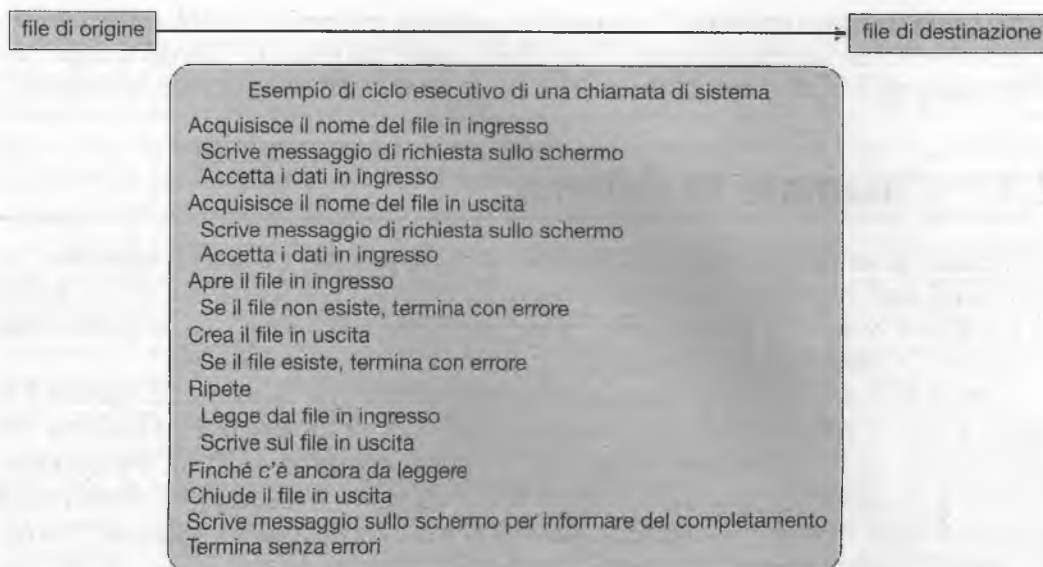 file di origine
file di destinazione
Esempio di ciclo esecutivo di una chiamata di sistema
Acquisisce il nome del file in ingresso
Scrive messaggio di richiesta sullo schermo
Accetta i dati in ingresso
Acquisisce il nome del file in uscita
Scrive messaggio di richiesta sullo schermo
Accetta i dati in ingresso
Apre il file in ingresso
Se il file non esiste, termina con errore
Crea il file in uscita
Se il file esiste, termina con errore
Ripete
Legge dal file in ingresso
Scrive sul file in uscita
Finché c'è ancora da leggere
Chiude il file in uscita
Scrive messaggio sullo schermo per informare del completamento
Termina senza errori